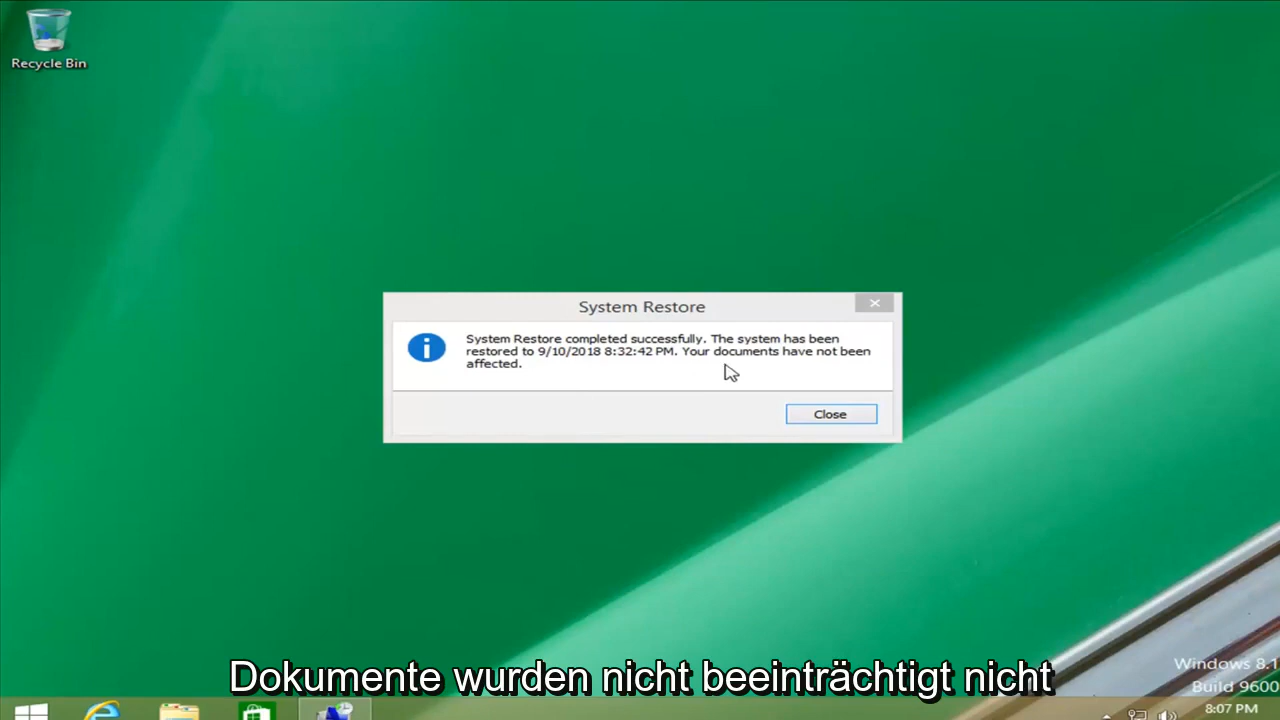 Recycle Bin
System Restore
System Restore completed successfully. The system has been
restored to 9/10/2018 8:32:42 PM. Your documents have not been
affected.
Close
Dokumente wurden nicht beeinträchtigt nicht
Windows 8.1
Build 9600
8:07 PM